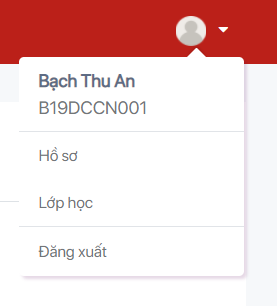 Bạch Thu An
B19DCCN001
Hồ sơ
Lớp học
Đăng xuất